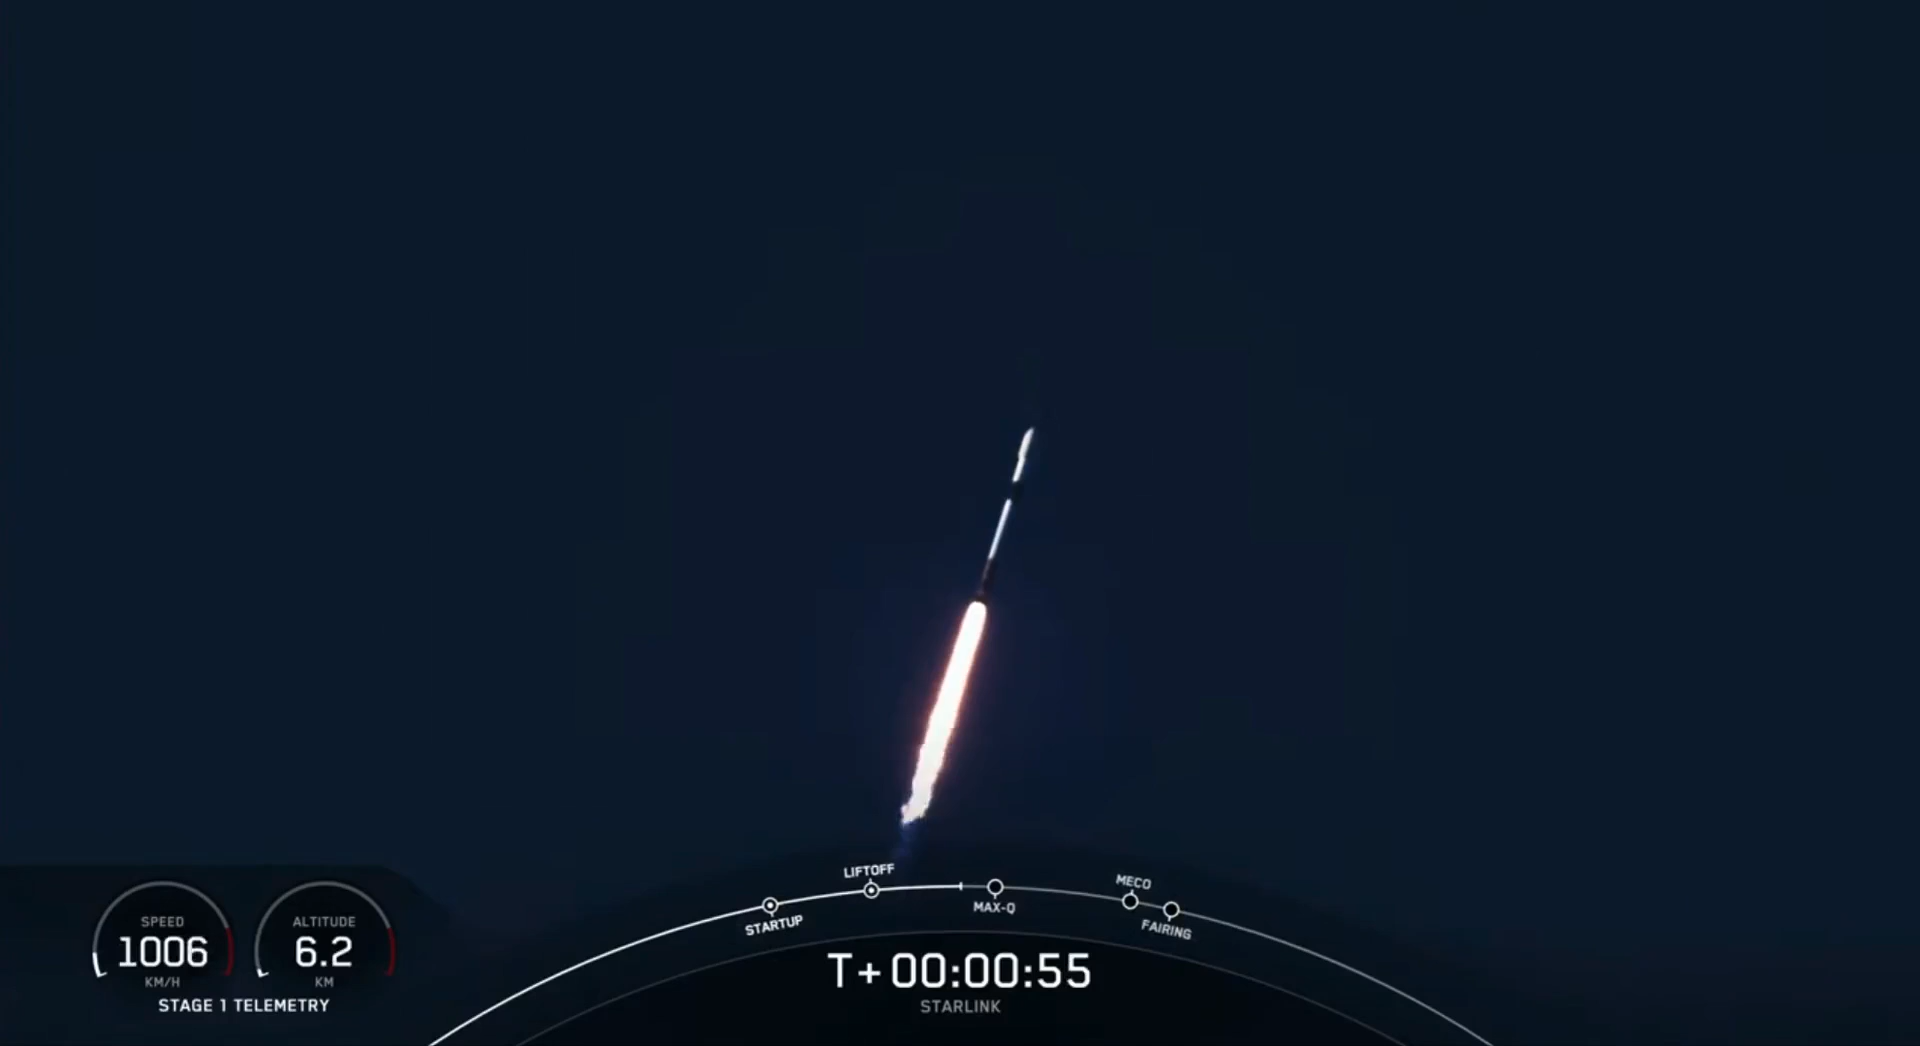 LIFTOFF
STARTUP
MAX-Q
MECO
FAIRING
SPEED
1006
KM/H
ALTITUDE
6.2
KM
STAGE 1 TELEMETRY
T+00:00:55
STARLINK